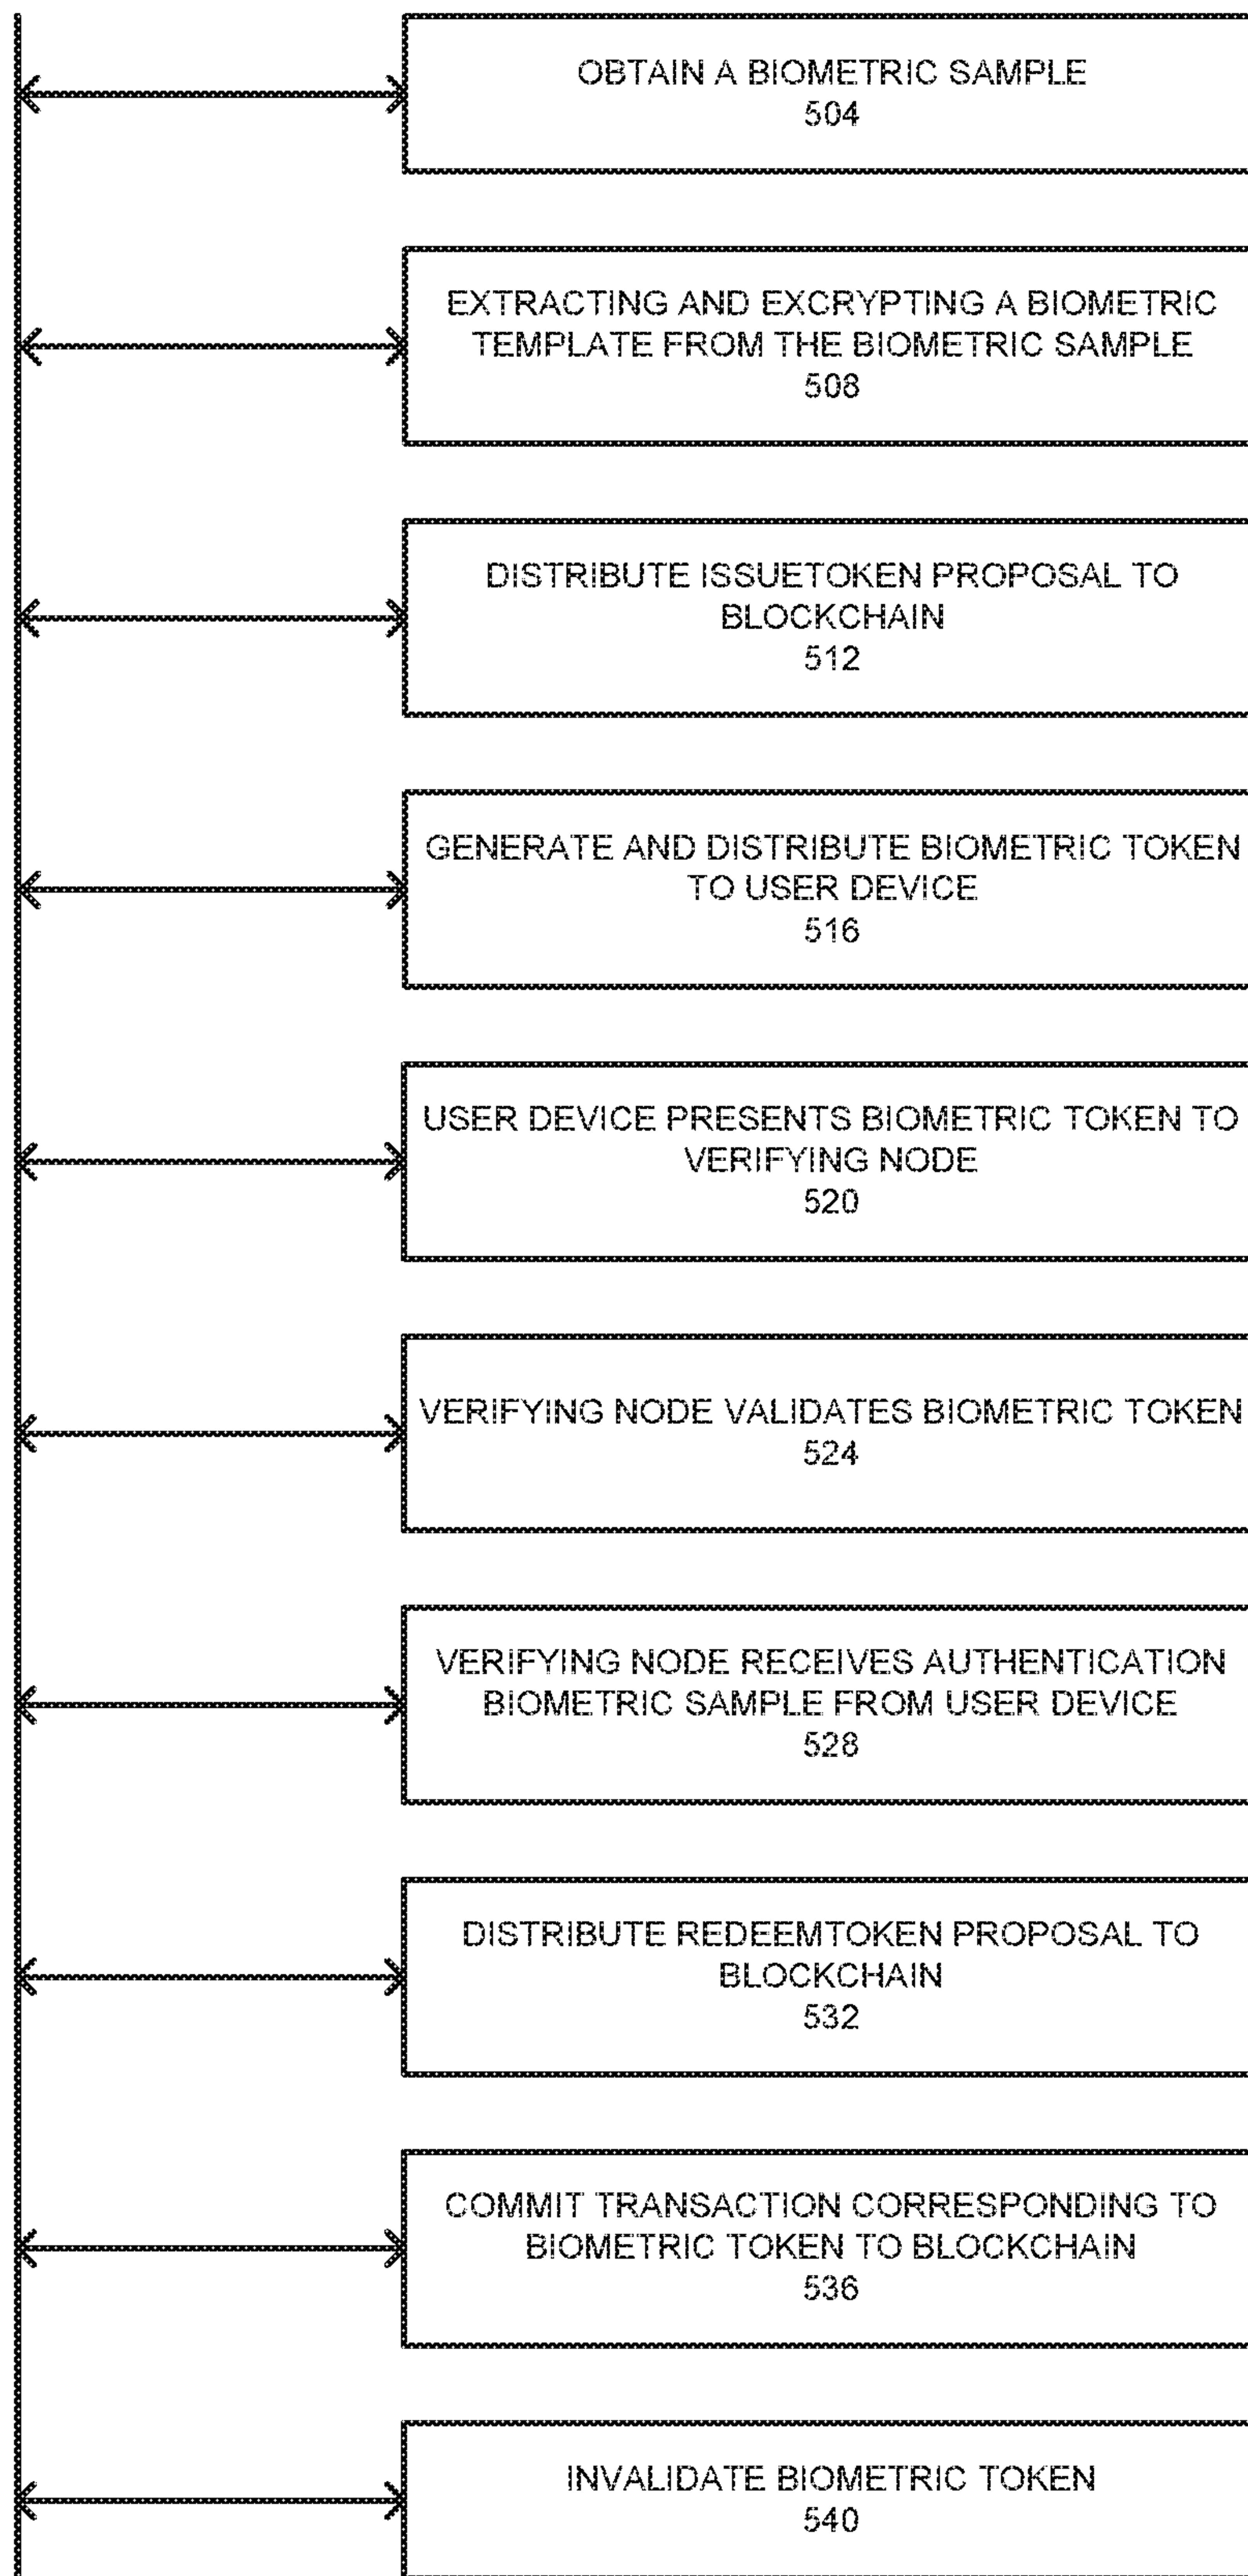 OBTAIN A BIOMETRIC SAMPLE
504
EXTRACTING AND EXCRYPTING A BIOMETRIC
TEMPLATE FROM THE BIOMETRIC SAMPLE
508
DISTRIBUTE ISSUETOKEN PROPOSAL TO
BLOCKCHAIN
512
GENERATE AND DISTRIBUTE BIOMETRIC TOKEN
TO USER DEVICE
516
USER DEVICE PRESENTS BIOMETRIC TOKEN TO
VERIFYING NODE
520
VERIFYING NODE VALIDATES BIOMETRIC TOKEN
524
VERIFYING NODE RECEIVES AUTHENTICATION
BIOMETRIC SAMPLE FROM USER DEVICE
528
DISTRIBUTE REDEEMTOKEN PROPOSAL TO
BLOCKCHAIN
532
COMMIT TRANSACTION CORRESPONDING TO
BIOMETRIC TOKEN TO BLOCKCHAIN
536
INVALIDATE BIOMETRIC TOKEN
540